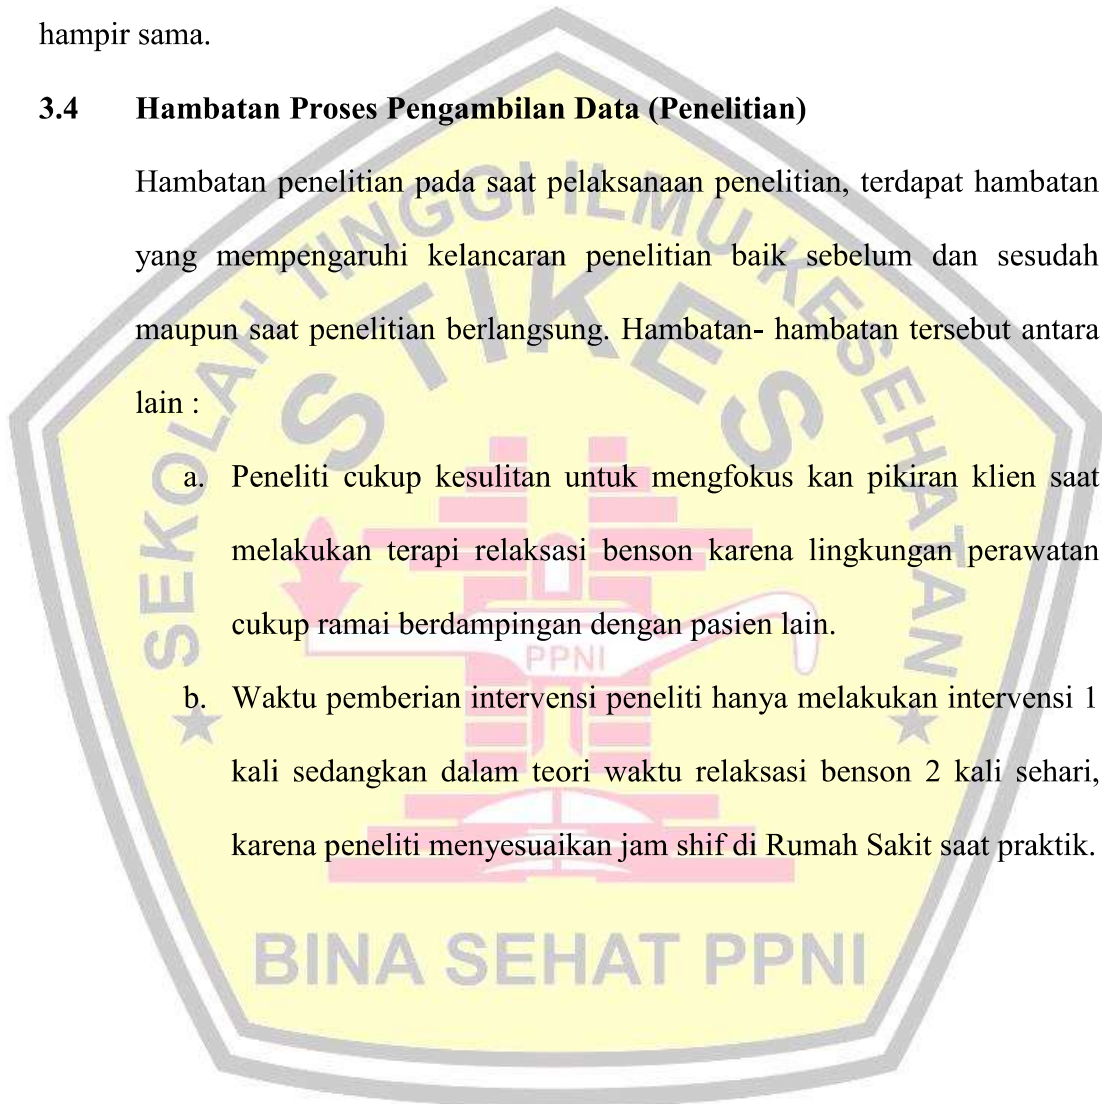 hampir sama.
3.4 Hambatan Proses Pengambilan Data (Penelitian)
Hambatan penelitian pada saat pelaksanaan penelitian, terdapat hambatan
yang mempengaruhi kelancaran penelitian baik sebelum dan sesudah
maupun saat penelitian berlangsung. Hambatan- hambatan tersebut antara
lain :
a. Peneliti cukup kesulitan untuk mengfokus kan pikiran klien saat
melakukan terapi relaksasi benson karena lingkungan perawatan
cukup ramai berdampingan dengan pasien lain.
b. Waktu pemberian intervensi peneliti hanya melakukan intervensi 1
kali sedangkan dalam teori waktu relaksasi benson 2 kali sehari,
karena peneliti menyesuaikan jam shif di Rumah Sakit saat praktik.
SEKOLAH TINGGI ILMU KESEHATAN
STIKES
PPNI
BINA SEHAT PPNI